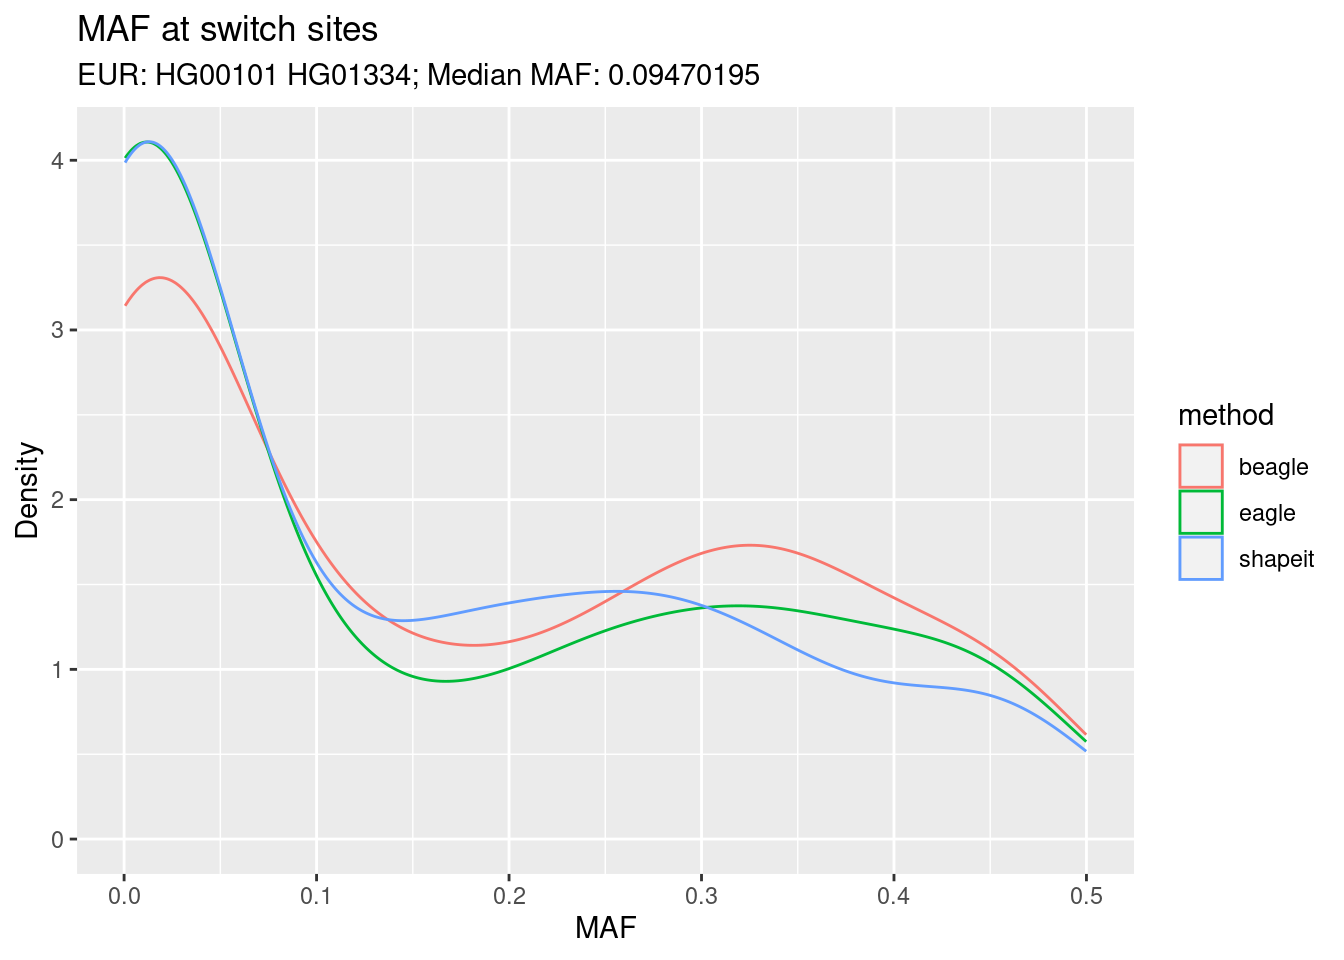 MAF at switch sites
EUR: HG00101 HG01334; Median MAF: 0.09470195
4
3
2
1
0
Density
0.0 0.1 0.2 0.3 0.4 0.5
MAF
method
beagle
eagle
shapeit